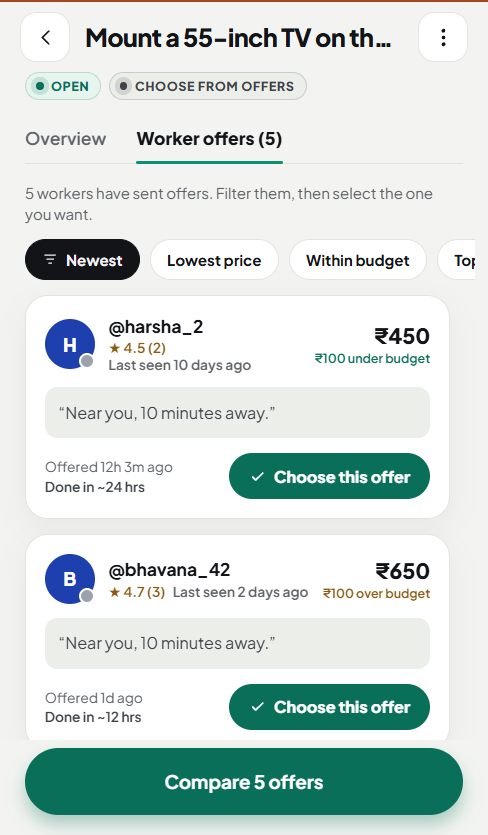 Mount a 55-inch TV on th...
OPEN
CHOOSE FROM OFFERS
Overview
Worker offers (5)
5 workers have sent offers. Filter them, then select the one
you want.
Newest
Lowest price
Within budget
Top
H
@harsha_2
★ 4.5 (2)
Last seen 10 days ago
₹450
₹100 under budget
“Near you, 10 minutes away.”
Offered 12h 3m ago
Done in ~24 hrs
Choose this offer
B
@bhavana_42
★ 4.7 (3) Last seen 2 days ago
₹650
₹100 over budget
“Near you, 10 minutes away.”
Offered 1d ago
Done in ~12 hrs
Choose this offer
Compare 5 offers